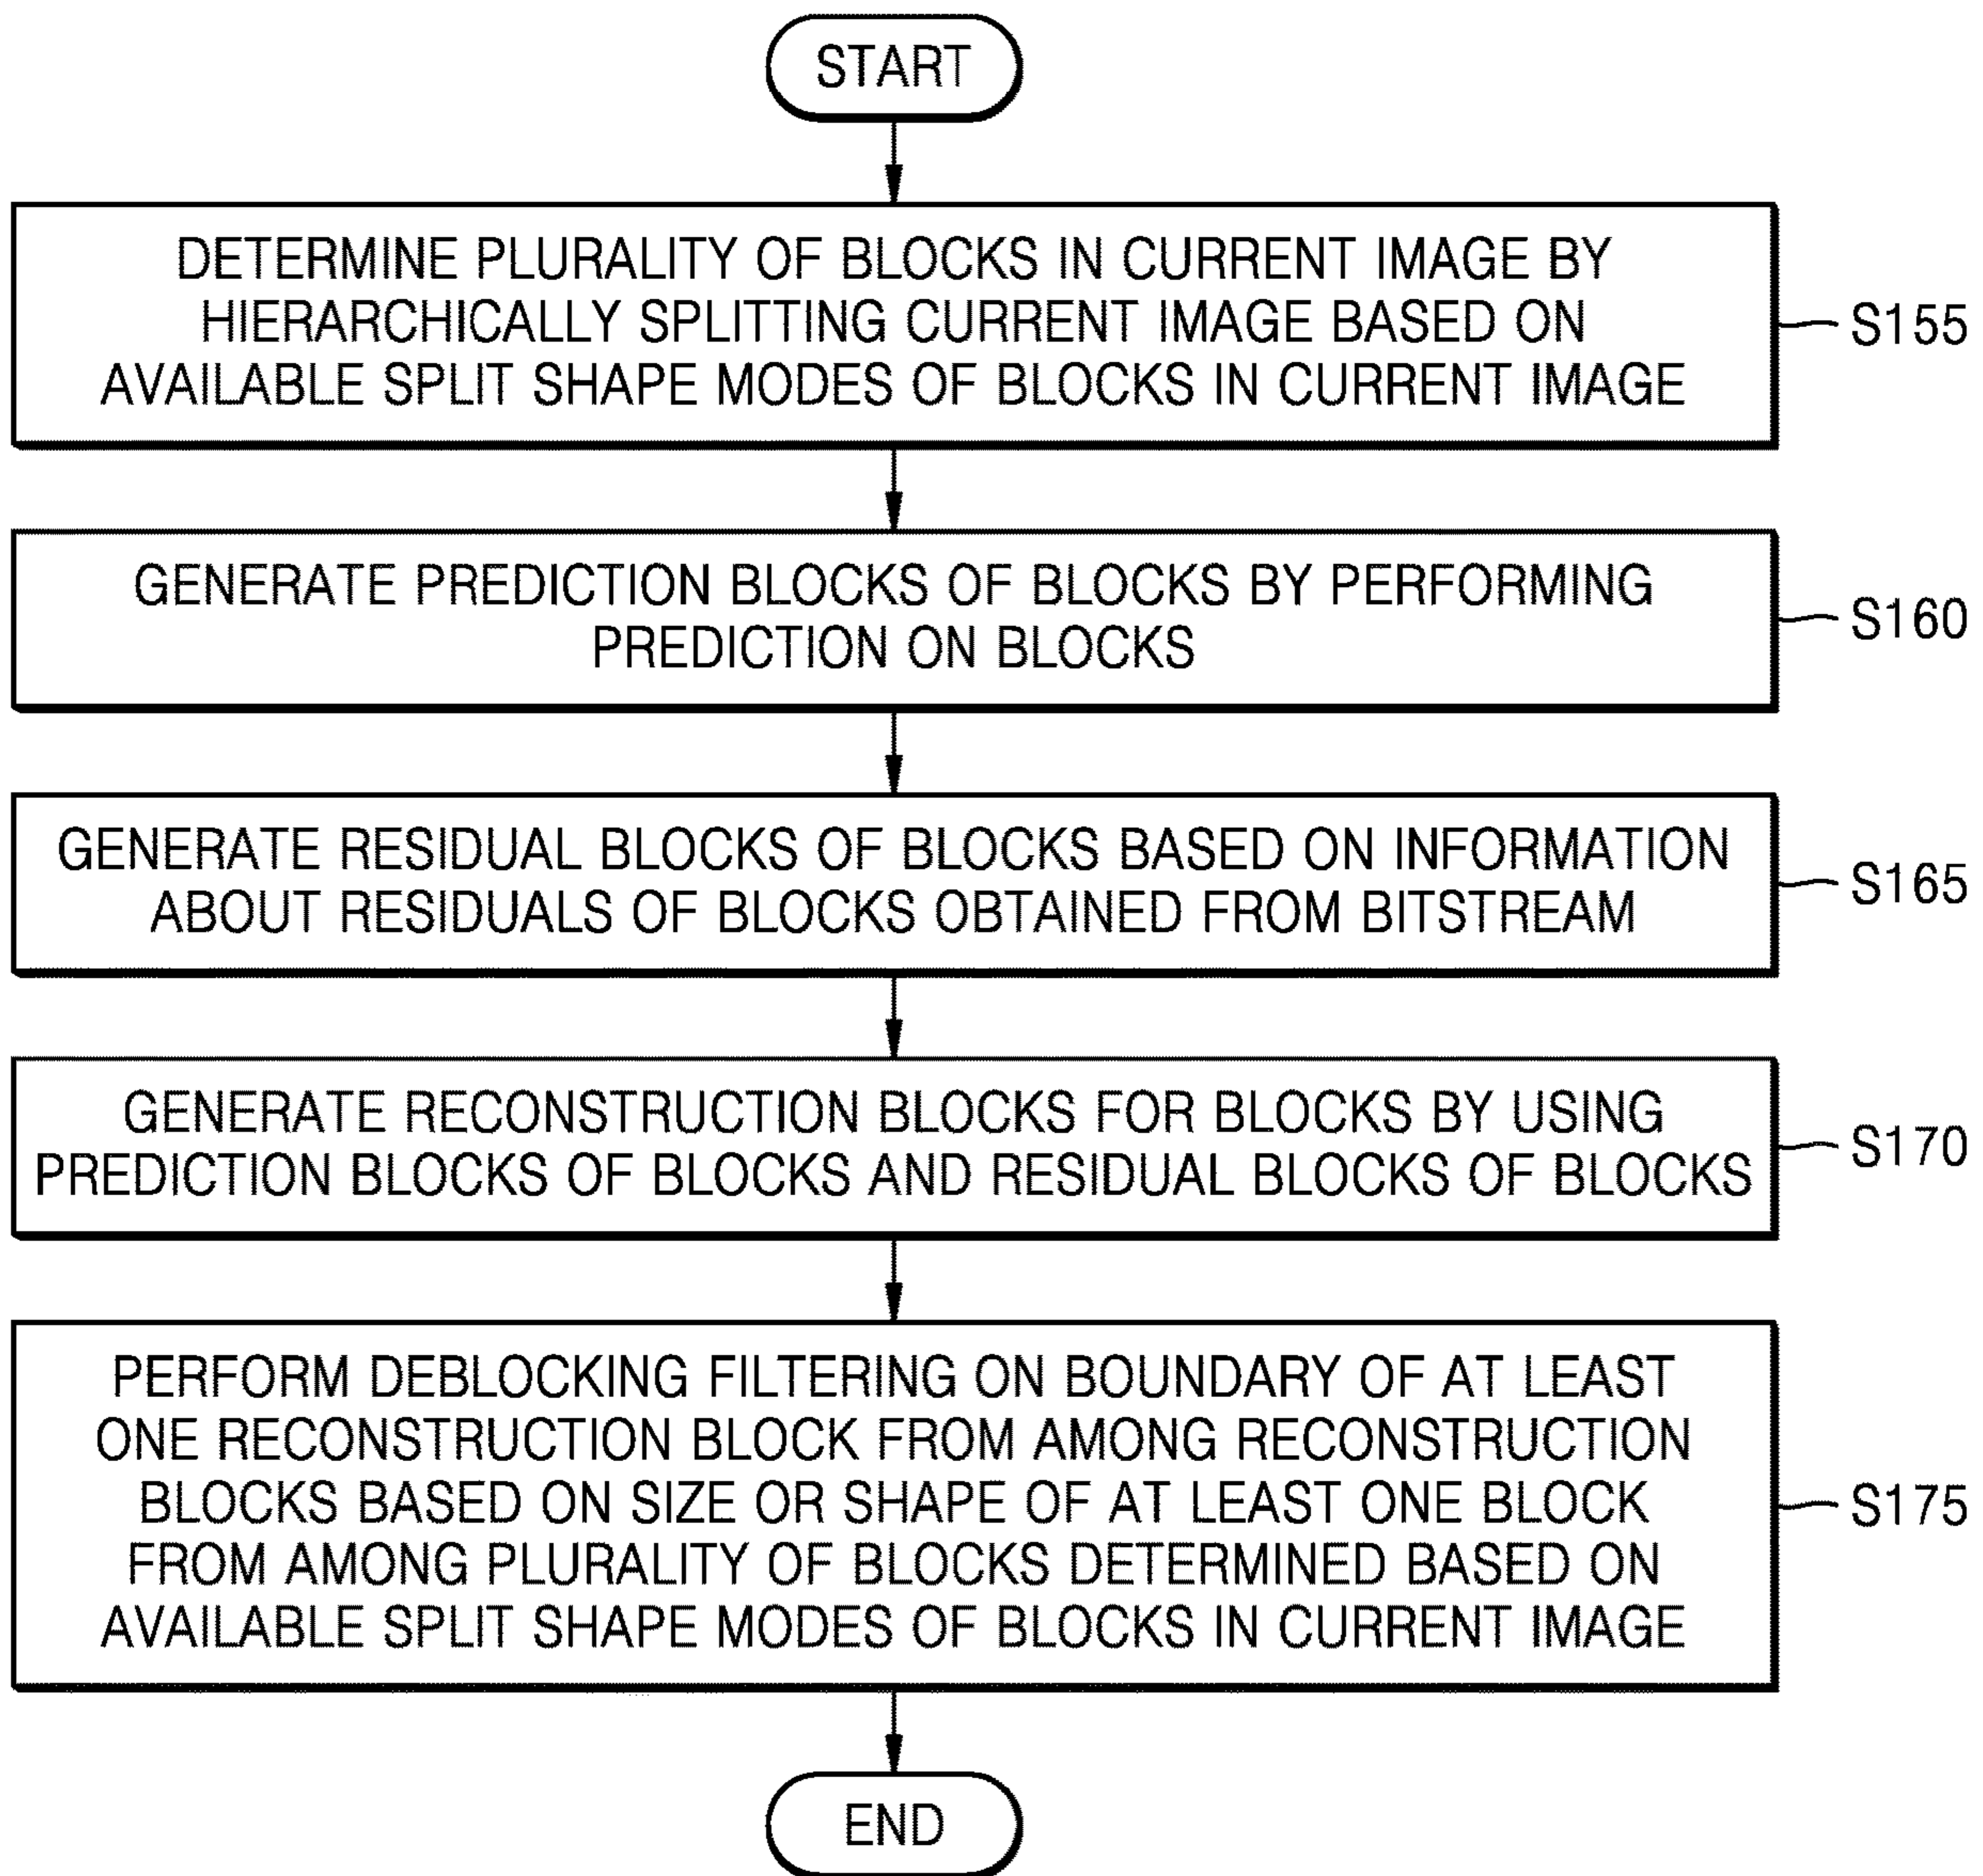 START
DETERMINE PLURALITY OF BLOCKS IN CURRENT IMAGE BY
HIERARCHICALLY SPLITTING CURRENT IMAGE BASED ON
AVAILABLE SPLIT SHAPE MODES OF BLOCKS IN CURRENT IMAGE
S155
GENERATE PREDICTION BLOCKS OF BLOCKS BY PERFORMING
PREDICTION ON BLOCKS
S160
GENERATE RESIDUAL BLOCKS OF BLOCKS BASED ON INFORMATION
ABOUT RESIDUALS OF BLOCKS OBTAINED FROM BITSTREAM
S165
GENERATE RECONSTRUCTION BLOCKS FOR BLOCKS BY USING
PREDICTION BLOCKS OF BLOCKS AND RESIDUAL BLOCKS OF BLOCKS
S170
PERFORM DEBLOCKING FILTERING ON BOUNDARY OF AT LEAST
ONE RECONSTRUCTION BLOCK FROM AMONG RECONSTRUCTION
BLOCKS BASED ON SIZE OR SHAPE OF AT LEAST ONE BLOCK
FROM AMONG PLURALITY OF BLOCKS DETERMINED BASED ON
AVAILABLE SPLIT SHAPE MODES OF BLOCKS IN CURRENT IMAGE
S175
END